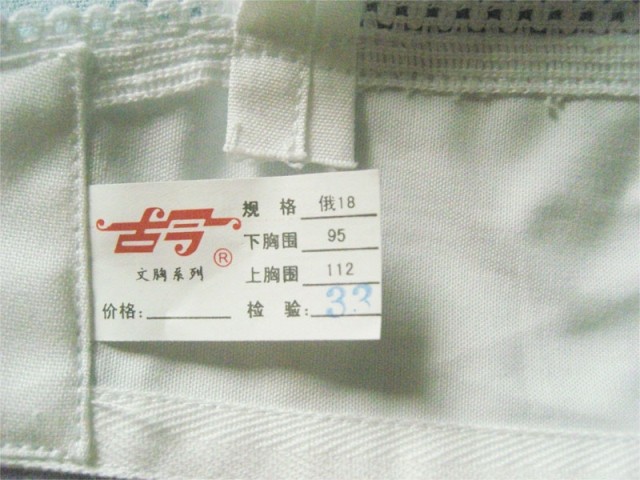 古今®
文胸系列
价格:
规 格 俄18
下胸围 95
上胸围 112
检 验: 33